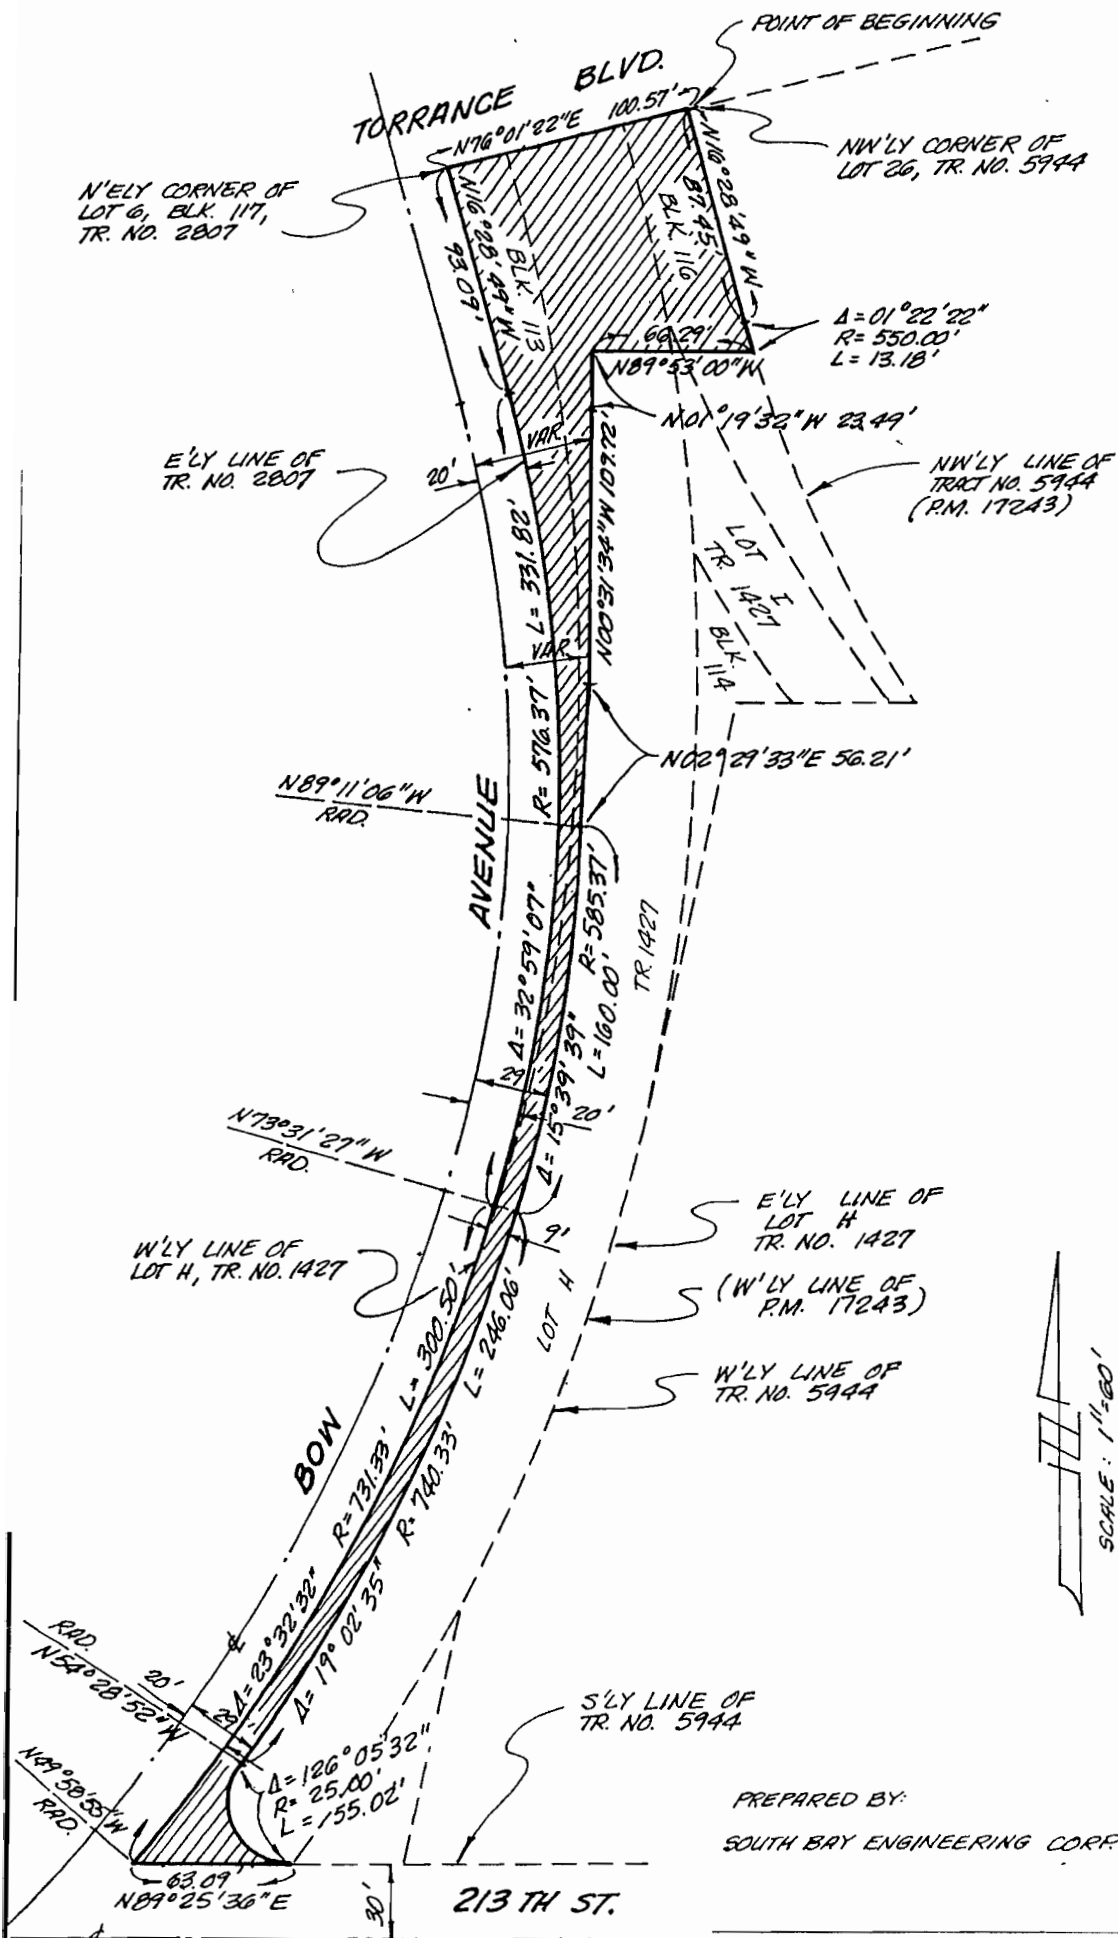 POINT OF BEGINNING
TORRANCE BLVD.
N76°01'22"E 100.57'
NW'LY CORNER OF
LOT 26, TR. NO. 5944
N'ELY CORNER OF
LOT 6, BLK. 117,
TR. NO. 2807
N16°28'49"W
93.09'
BLK. 113
BLK. 116
N16°28'49"W
87.45'
Δ=01°22'22"
R=550.00'
L=13.18'
66.29'
N89°53'00"W
N01°19'32"W 23.49'
E'LY LINE OF
TR. NO. 2807
20'
VAR.
NW'LY LINE OF
TRACT NO. 5944
(P.M. 17243)
L=331.82'
N00°31'34"W 109.72'
LOT I
TR. 1427
BLK.
114
VAR.
R=576.37'
N02°29'33"E 56.21'
N89°11'06"W
RAD.
AVENUE
Δ=32°59'07"
R=585.37'
L=160.00'
Δ=15°39'39"
TR. 1427
29'
20'
N73°31'27"W
RAD.
E'LY LINE OF
LOT H
TR. NO. 1427
9'
W'LY LINE OF
LOT H, TR. NO. 1427
(W'LY LINE OF
P.M. 17243)
L=300.50'
L=246.06'
LOT H
W'LY LINE OF
TR. NO. 5944
BOW
R=731.33'
R=740.33'
SCALE: 1"=60'
Δ=23°32'32"
Δ=19°02'35"
RAD.
N54°28'52"W
20'
29'
S'LY LINE OF
TR. NO. 5944
N49°58'55"W
RAD.
Δ=126°05'32"
R=25.00'
L=155.02'
PREPARED BY:
SOUTH BAY ENGINEERING CORP.
63.09'
N89°25'36"E
30'
213TH ST.